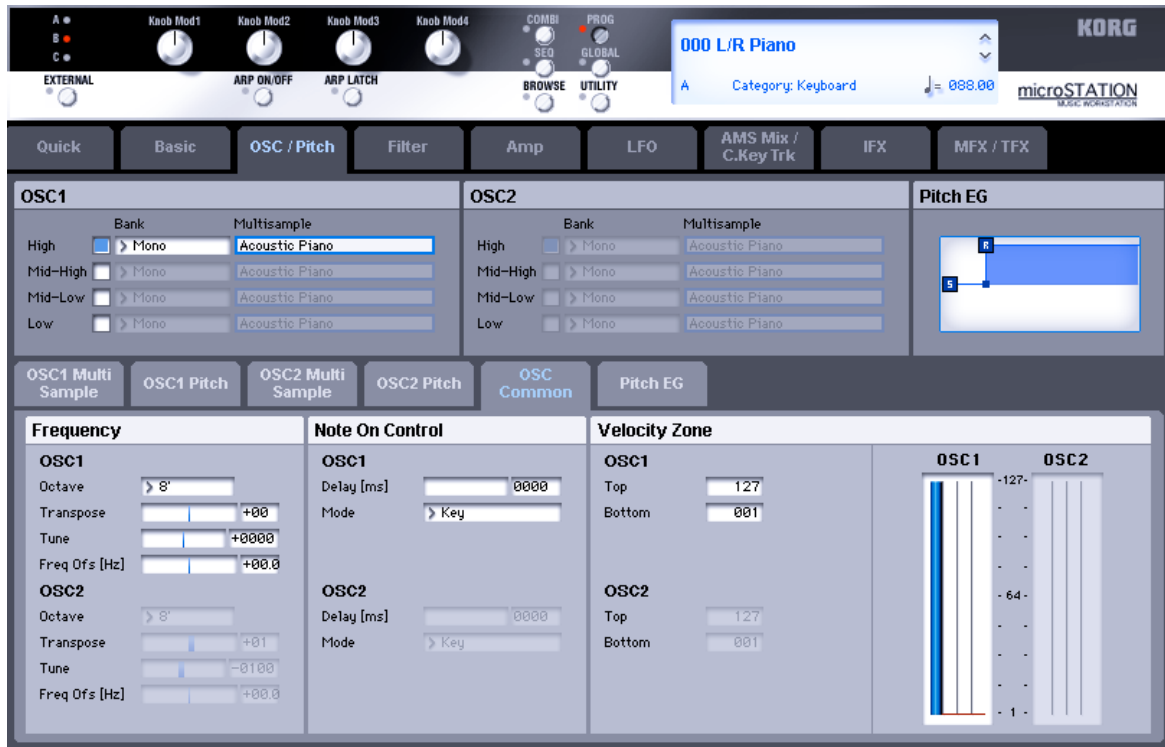 A
B
C
Knob Mod1 Knob Mod2 Knob Mod3 Knob Mod4
COMBI PROG
SEQ GLOBAL
EXTERNAL ARP ON/OFF ARP LATCH
BROWSE UTILITY
000 L/R Piano
A Category: Keyboard ♩= 088.00
KORG
microSTATION
MUSIC WORKSTATION
Quick Basic OSC / Pitch Filter Amp LFO AMS Mix / C.Key Trk IFX MFX / TFX
OSC1
Bank Multisample
High > Mono Acoustic Piano
Mid-High > Mono Acoustic Piano
Mid-Low > Mono Acoustic Piano
Low > Mono Acoustic Piano
OSC2
Bank Multisample
High > Mono Acoustic Piano
Mid-High > Mono Acoustic Piano
Mid-Low > Mono Acoustic Piano
Low > Mono Acoustic Piano
Pitch EG
R
S
OSC1 Multi Sample OSC1 Pitch OSC2 Multi Sample OSC2 Pitch OSC Common Pitch EG
Frequency
OSC1
Octave > 8'
Transpose +00
Tune +0000
Freq Ofs [Hz] +00.0
OSC2
Octave > 8'
Transpose +01
Tune -0100
Freq Ofs [Hz] +00.0
Note On Control
OSC1
Delay [ms] 0000
Mode > Key
OSC2
Delay [ms] 0000
Mode > Key
Velocity Zone
OSC1
Top 127
Bottom 001
OSC2
Top 127
Bottom 001
OSC1 OSC2
-127-
- 64 -
- 1 -